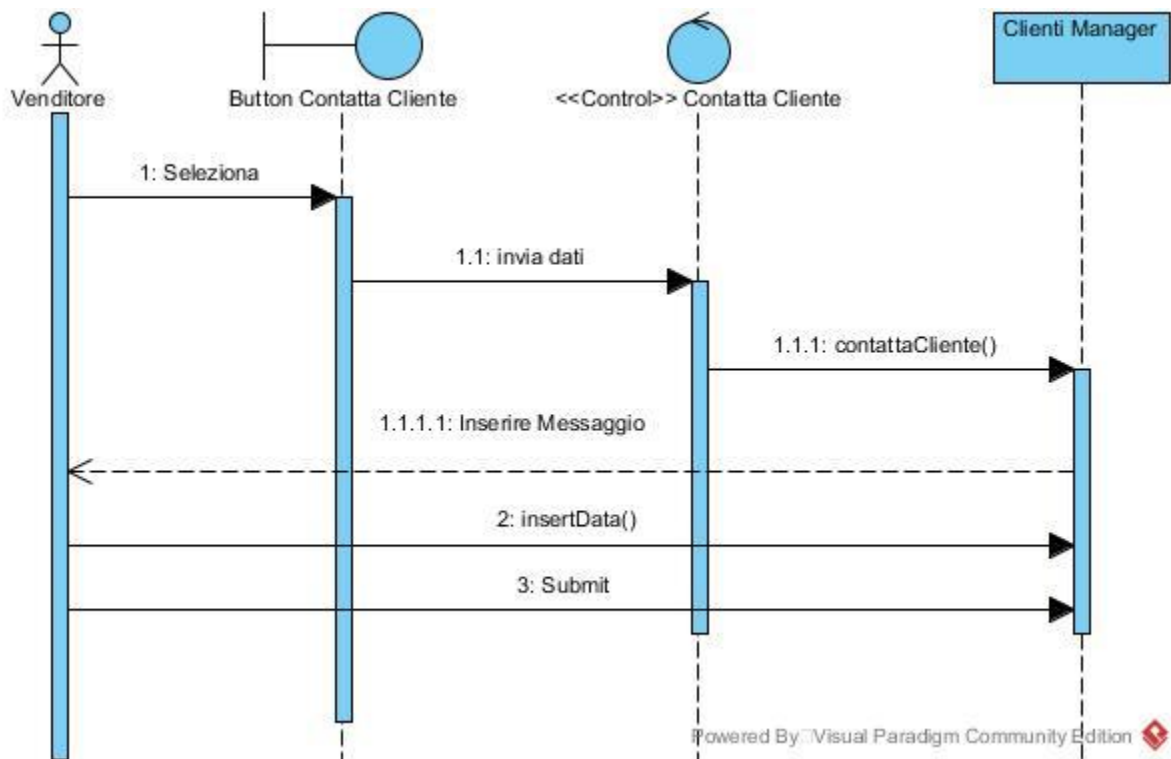 Clienti Manager
Venditore
Button Contatta Cliente
<<Control>> Contatta Cliente
1: Seleziona
1.1: invia dati
1.1.1: contattaCliente()
1.1.1.1: Inserire Messaggio
2: insertData()
3: Submit
Powered By Visual Paradigm Community Edition